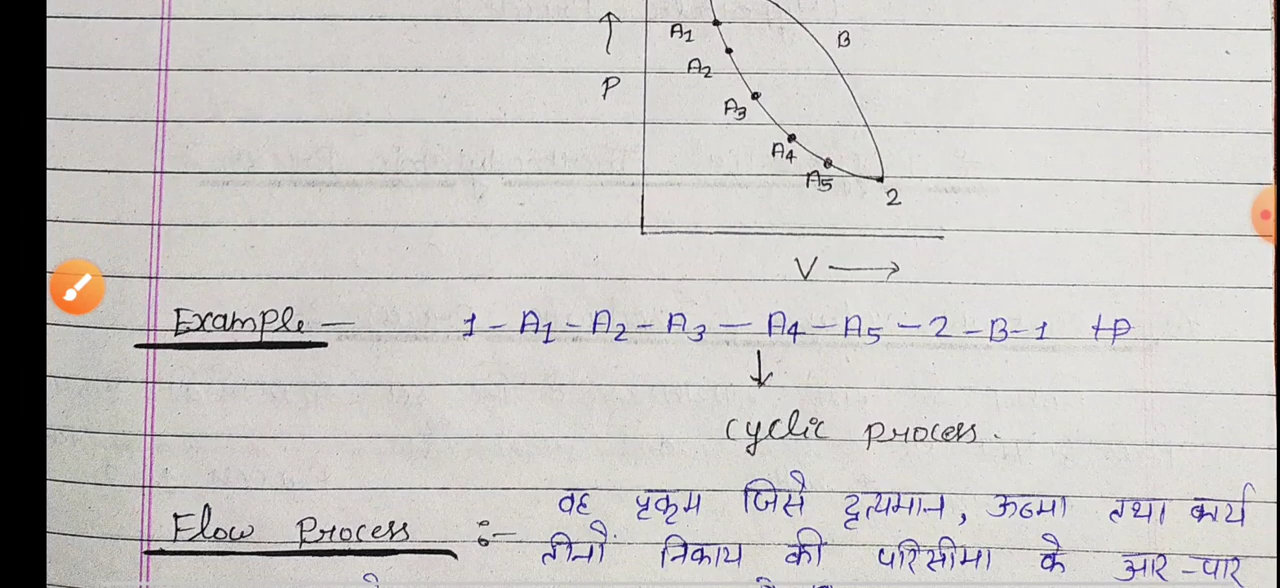 A1
B
A2
P
A3
A4
A5
2
V
Example — 1 - A1 - A2 - A3 - A4 - A5 - 2 - B - 1
cyclic process.
वह प्रक्रम जिसे द्रव्यमान, ऊष्मा तथा कार्य
Flow Process :-
तीनों निकाय की परिसीमा के आर-पार